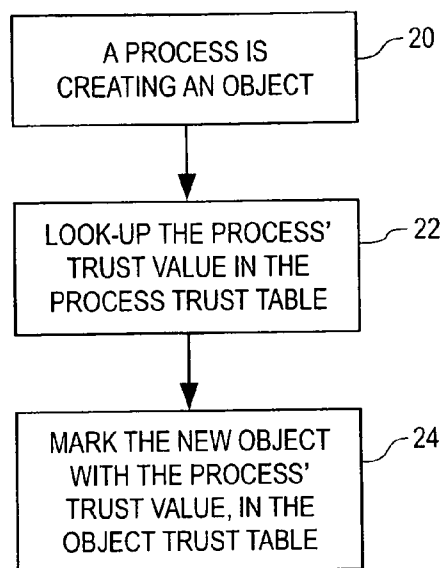 A PROCESS IS
CREATING AN OBJECT
20
LOOK-UP THE PROCESS'
TRUST VALUE IN THE
PROCESS TRUST TABLE
22
MARK THE NEW OBJECT
WITH THE PROCESS'
TRUST VALUE, IN THE
OBJECT TRUST TABLE
24